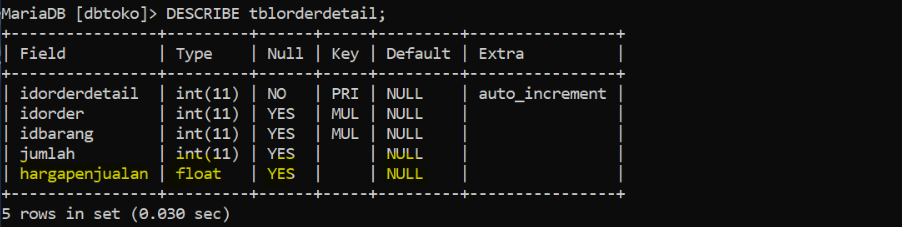 MariaDB [dbtoko]> DESCRIBE tblorderdetail;
+---------------+---------+------+-----+---------+----------------+
| Field         | Type    | Null | Key | Default | Extra          |
+---------------+---------+------+-----+---------+----------------+
| idorderdetail | int(11) | NO   | PRI | NULL    | auto_increment |
| idorder       | int(11) | YES  | MUL | NULL    |                |
| idbarang      | int(11) | YES  | MUL | NULL    |                |
| jumlah        | int(11) | YES  |     | NULL    |                |
| hargapenjualan | float   | YES  |     | NULL    |                |
+---------------+---------+------+-----+---------+----------------+
5 rows in set (0.030 sec)